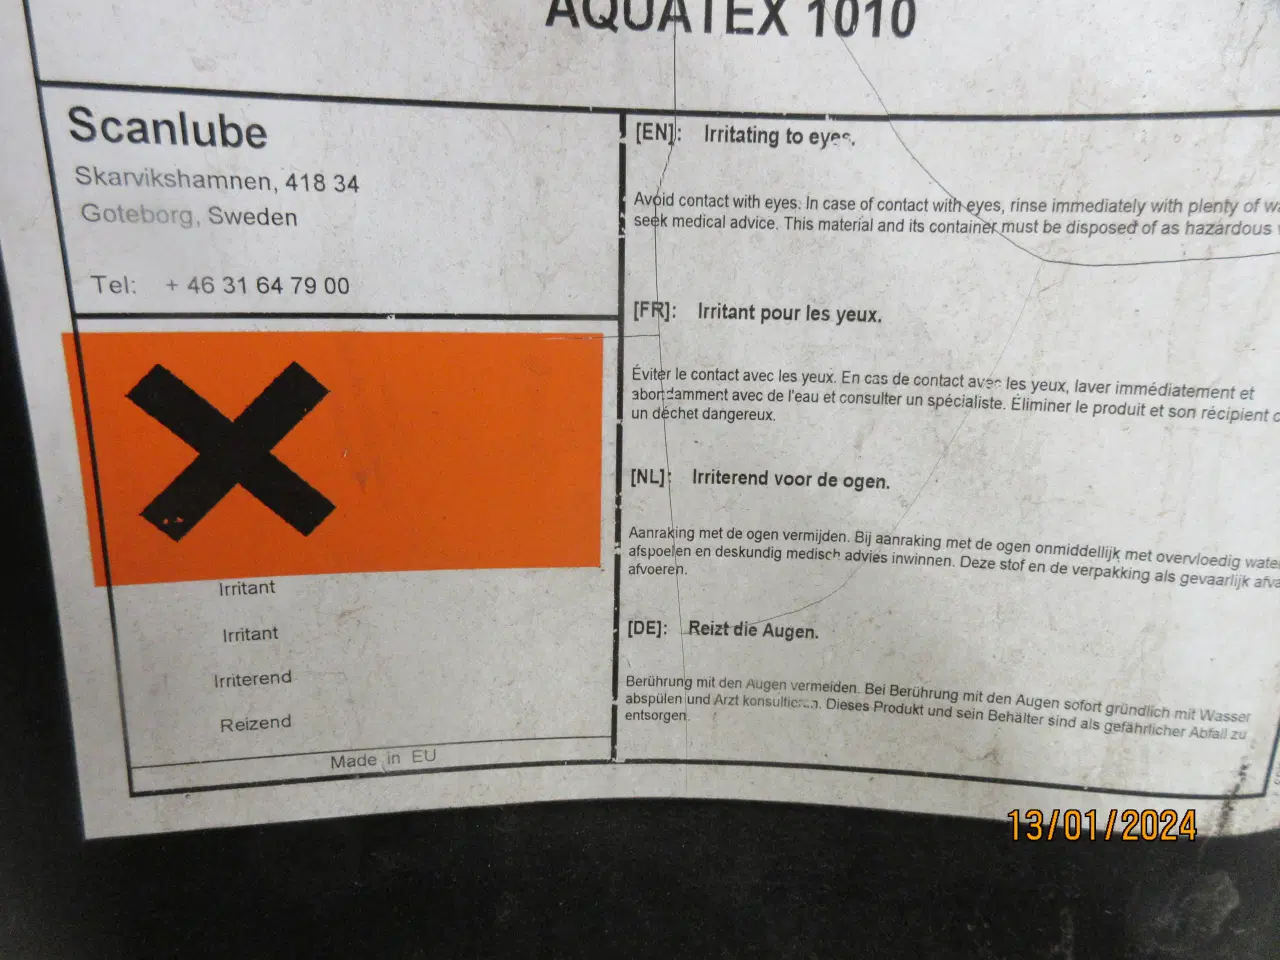 AQUATEX 1010
Scanlube
Skarvikshamnen, 418 34
Goteborg, Sweden
Tel: + 46 31 64 79 00
Irritant
Irritant
Irriterend
Reizend
Made in EU
[EN]: Irritating to eyes.
Avoid contact with eyes. In case of contact with eyes, rinse immediately with plenty of
seek medical advice. This material and its container must be disposed of as hazardous
[FR]: Irritant pour les yeux.
Éviter le contact avec les yeux. En cas de contact avec les yeux, laver immédiatement et
abondamment avec de l'eau et consulter un spécialiste. Éliminer le produit et son récipient
un déchet dangereux.
[NL]: Irriterend voor de ogen.
Aanraking met de ogen vermijden. Bij aanraking met de ogen onmiddellijk met overvloedig
afspoelen en deskundig medisch advies inwinnen. Deze stof en de verpakking als gevaarlijk
afvoeren.
[DE]: Reizt die Augen.
Berührung mit den Augen vermeiden. Bei Berührung mit den Augen sofort gründlich mit Wasser
abspülen und Arzt konsultieren. Dieses Produkt und sein Behälter sind als gefährlicher Abfall zu
entsorgen.
13/01/2024